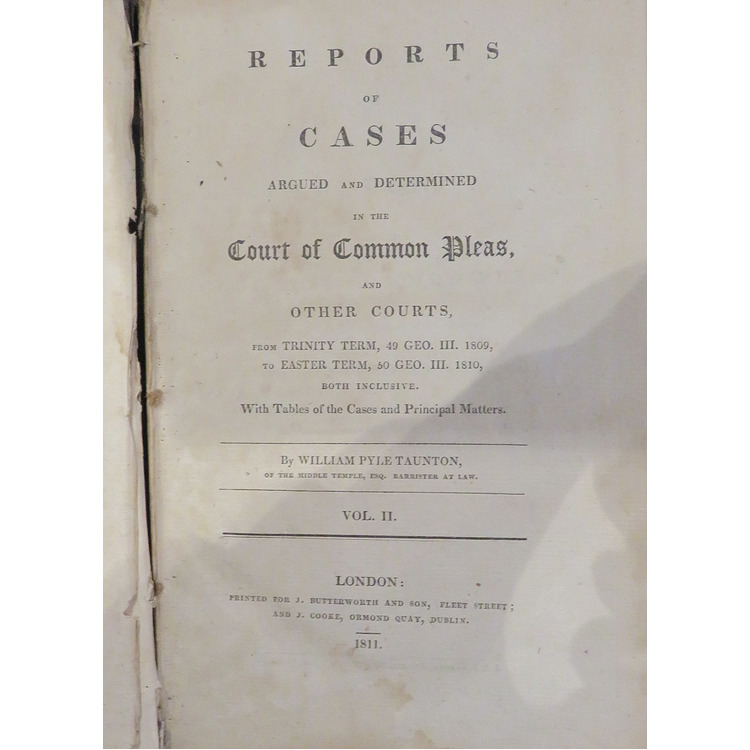 REPORTS
OF
CASES
ARGUED AND DETERMINED
IN THE
Court of Common Pleas,
AND
OTHER COURTS,
FROM TRINITY TERM, 49 GEO. III. 1809,
TO EASTER TERM, 50 GEO. III. 1810,
BOTH INCLUSIVE.
With Tables of the Cases and Principal Matters.
By WILLIAM PYLE TAUNTON,
OF THE MIDDLE TEMPLE, ESQ. BARRISTER AT LAW.
VOL. II.
LONDON:
PRINTED FOR J. BUTTERWORTH AND SON, FLEET STREET;
AND J. COOKE, ORMOND QUAY, DUBLIN.
1811.